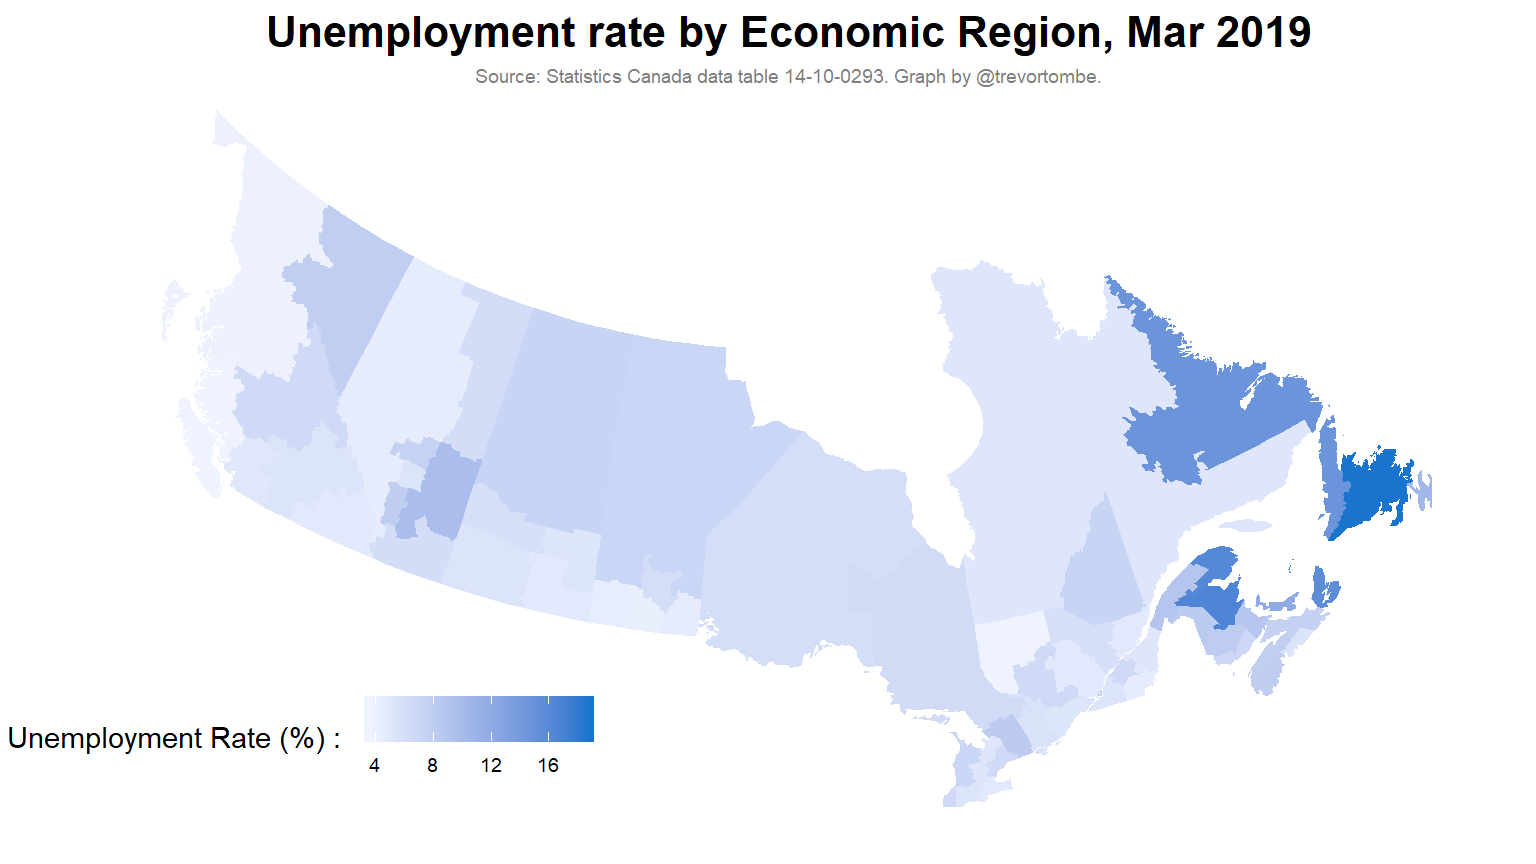 Unemployment rate by Economic Region, Mar 2019
Source: Statistics Canada data table 14-10-0293. Graph by @trevortombe.
Unemployment Rate (%) :
4 8 12 16